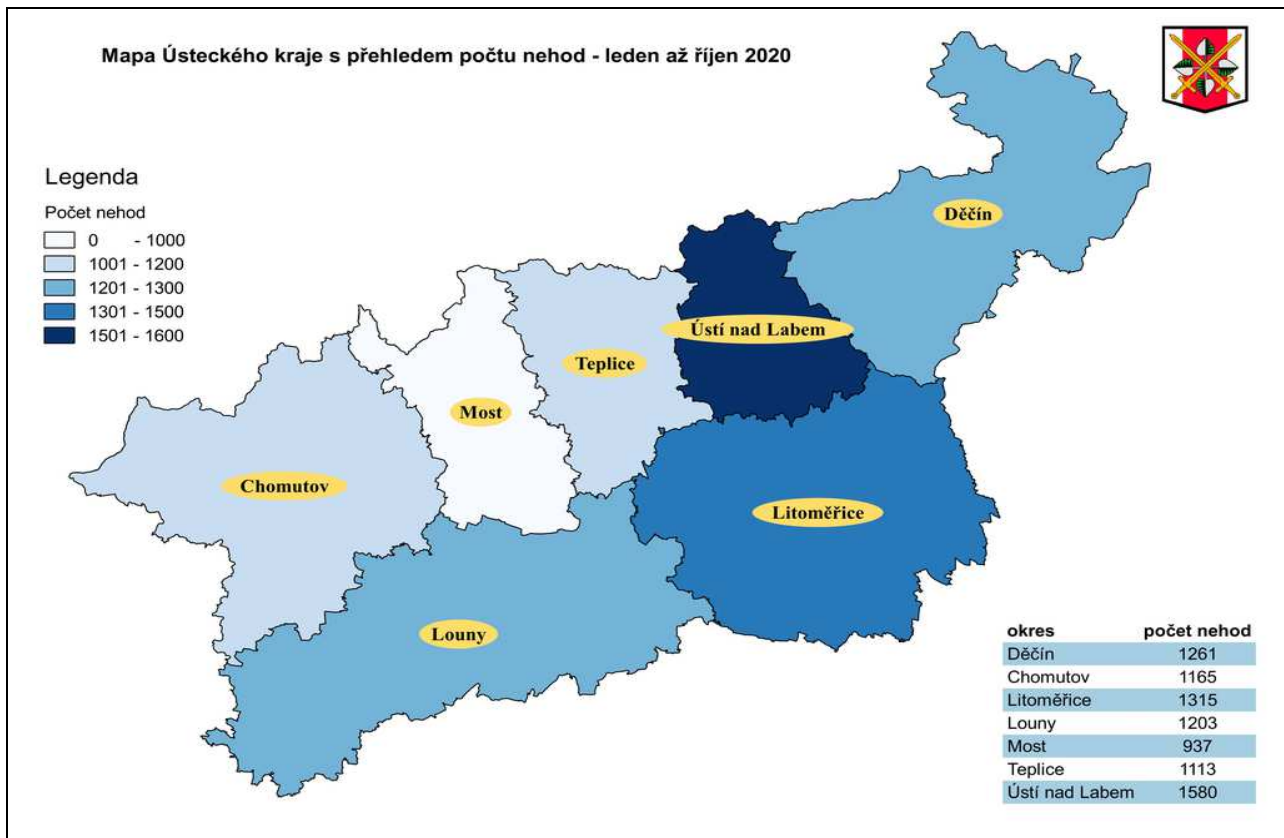 Mapa Ústeckého kraje s přehledem počtu nehod - leden až říjen 2020
Legenda
Počet nehod
0 - 1000
1001 - 1200
1201 - 1300
1301 - 1500
1501 - 1600
Děčín
Ústí nad Labem
Teplice
Most
Chomutov
Litoměřice
Louny
okres počet nehod
Děčín 1261
Chomutov 1165
Litoměřice 1315
Louny 1203
Most 937
Teplice 1113
Ústí nad Labem 1580